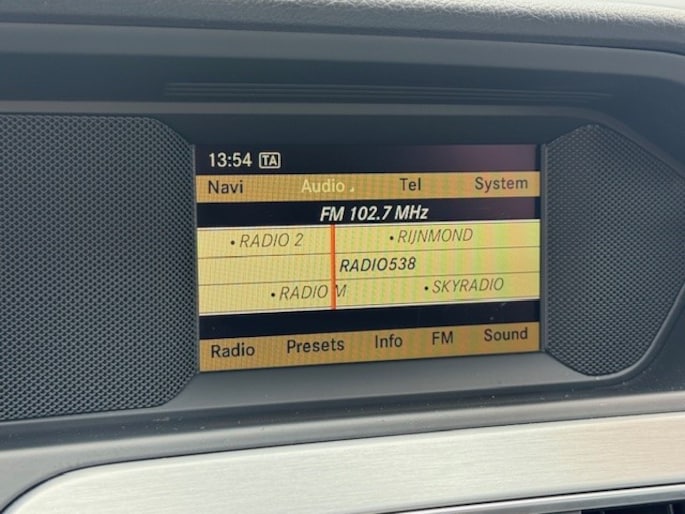 13:54 TA
Navi Audio Tel System
FM 102.7 MHz
• RADIO 2 • RIJNMOND
RADIO538
• RADIO M • SKYRADIO
Radio Presets Info FM Sound